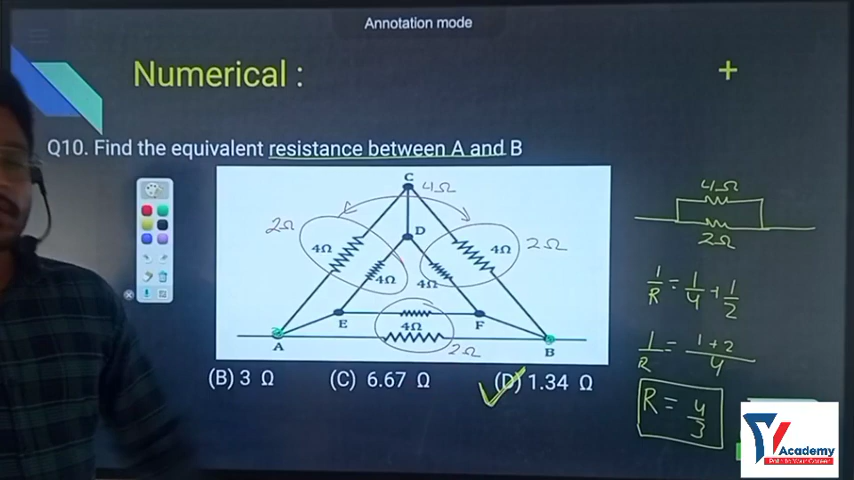 Annotation mode
Numerical :
+
Q10. Find the equivalent resistance between A and B
C
4Ω
2Ω
4Ω
D
4Ω
2Ω
4Ω
4Ω
E
4Ω
F
A
2Ω
B
4Ω
2Ω
1/R = 1/4 + 1/2
1/R = 1+2/4
R = 4/3
(B) 3 Ω
(C) 6.67 Ω
(D) 1.34 Ω
Academy